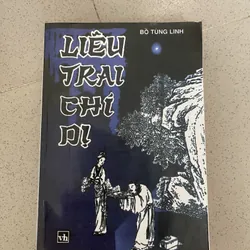 BỒ TÙNG LINH
LIÊU
TRAI
CHÍ
DỊ
vh